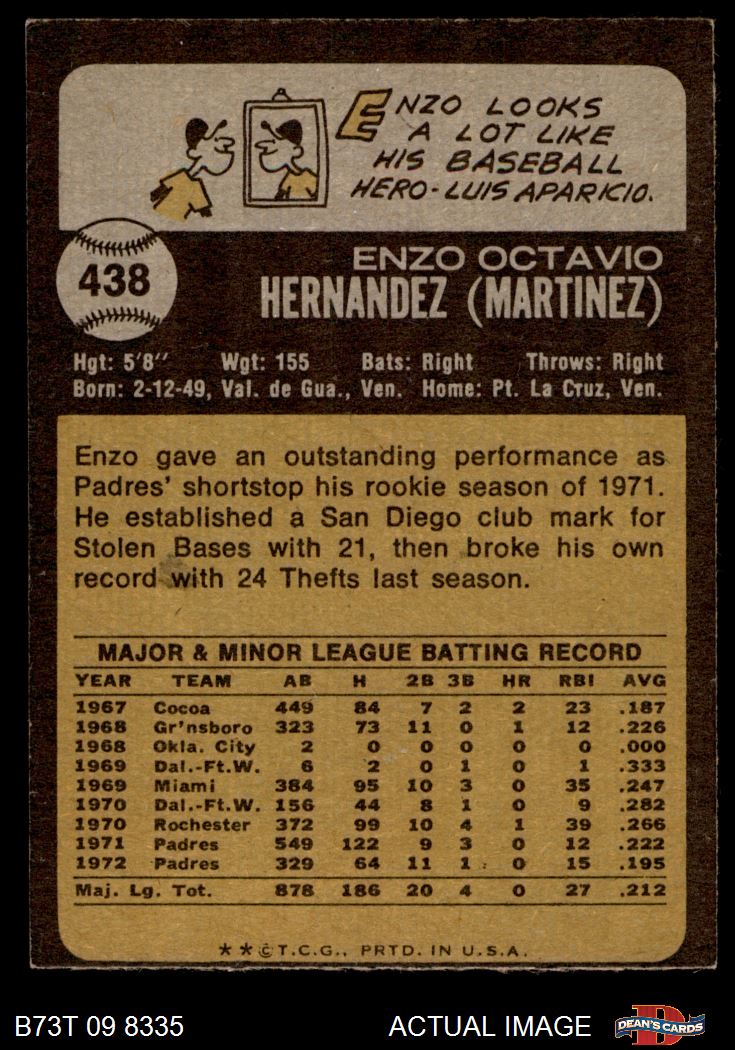 ENZO LOOKS
A LOT LIKE
HIS BASEBALL
HERO-LUIS APARICIO.
438
ENZO OCTAVIO
HERNANDEZ (MARTINEZ)
Hgt: 5'8" Wgt: 155 Bats: Right Throws: Right
Born: 2-12-49, Val. de Gua., Ven. Home: Pt. La Cruz, Ven.
Enzo gave an outstanding performance as
Padres' shortstop his rookie season of 1971.
He established a San Diego club mark for
Stolen Bases with 21, then broke his own
record with 24 Thefts last season.
MAJOR & MINOR LEAGUE BATTING RECORD
YEAR TEAM AB H 2B 3B HR RBI AVG
1967 Cocoa 449 84 7 2 2 23 .187
1968 Gr'nsboro 323 73 11 0 1 12 .226
1968 Okla. City 2 0 0 0 0 0 .000
1969 Dal.-Ft.W. 6 2 0 1 0 1 .333
1969 Miami 384 95 10 3 0 35 .247
1970 Dal.-Ft.W. 156 44 8 1 0 9 .282
1970 Rochester 372 99 10 4 1 39 .266
1971 Padres 549 122 9 3 0 12 .222
1972 Padres 329 64 11 1 0 15 .195
Maj. Lg. Tot. 878 186 20 4 0 27 .212
**©T.C.G., PRTD. IN U.S.A.
B73T 09 8335 ACTUAL IMAGE DEAN'S CARDS